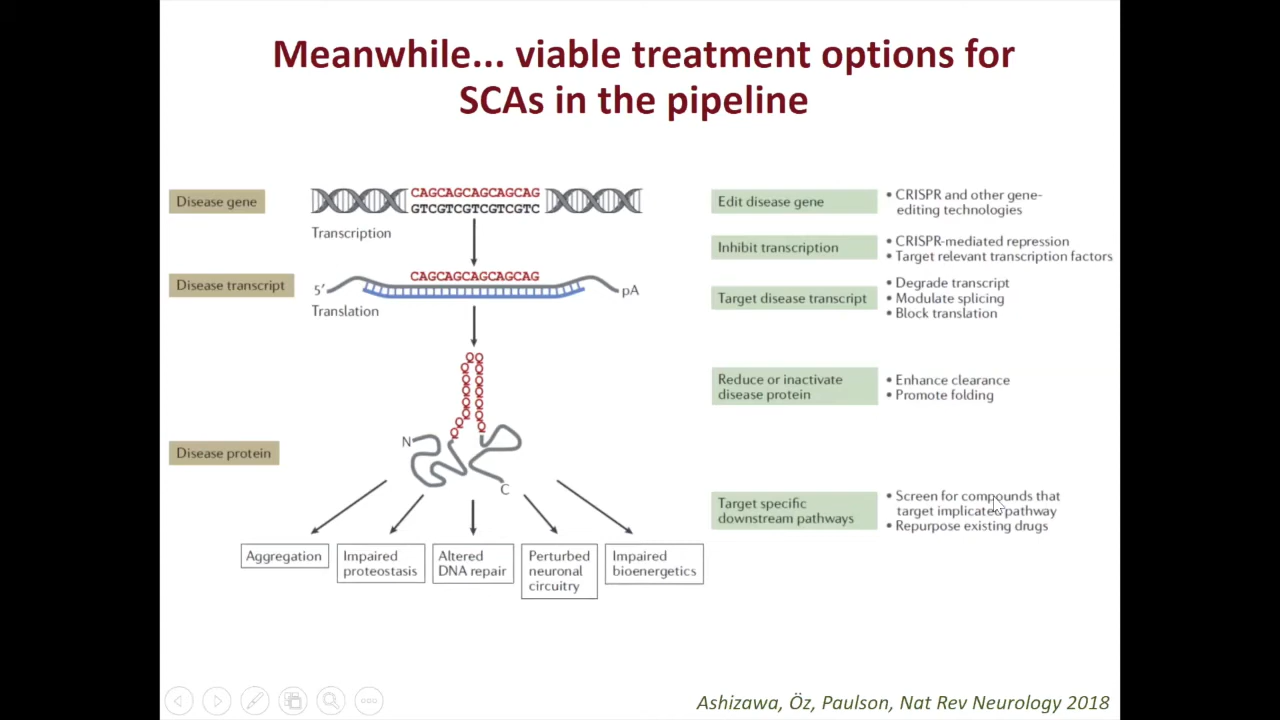 Meanwhile... viable treatment options for
SCAs in the pipeline
Disease gene
CAGCAGCAGCAGCAG
GTCGTCGTCGTCGTC
Transcription
Edit disease gene
• CRISPR and other gene-
editing technologies
Inhibit transcription
• CRISPR-mediated repression
• Target relevant transcription factors
Disease transcript
CAGCAGCAGCAGCAG
5′
pA
Translation
Target disease transcript
• Degrade transcript
• Modulate splicing
• Block translation
Reduce or inactivate
disease protein
• Enhance clearance
• Promote folding
Disease protein
N
C
Target specific
downstream pathways
• Screen for compounds that
target implicated pathway
• Repurpose existing drugs
Aggregation
Impaired
proteostasis
Altered
DNA repair
Perturbed
neuronal
circuitry
Impaired
bioenergetics
Ashizawa, Öz, Paulson, Nat Rev Neurology 2018